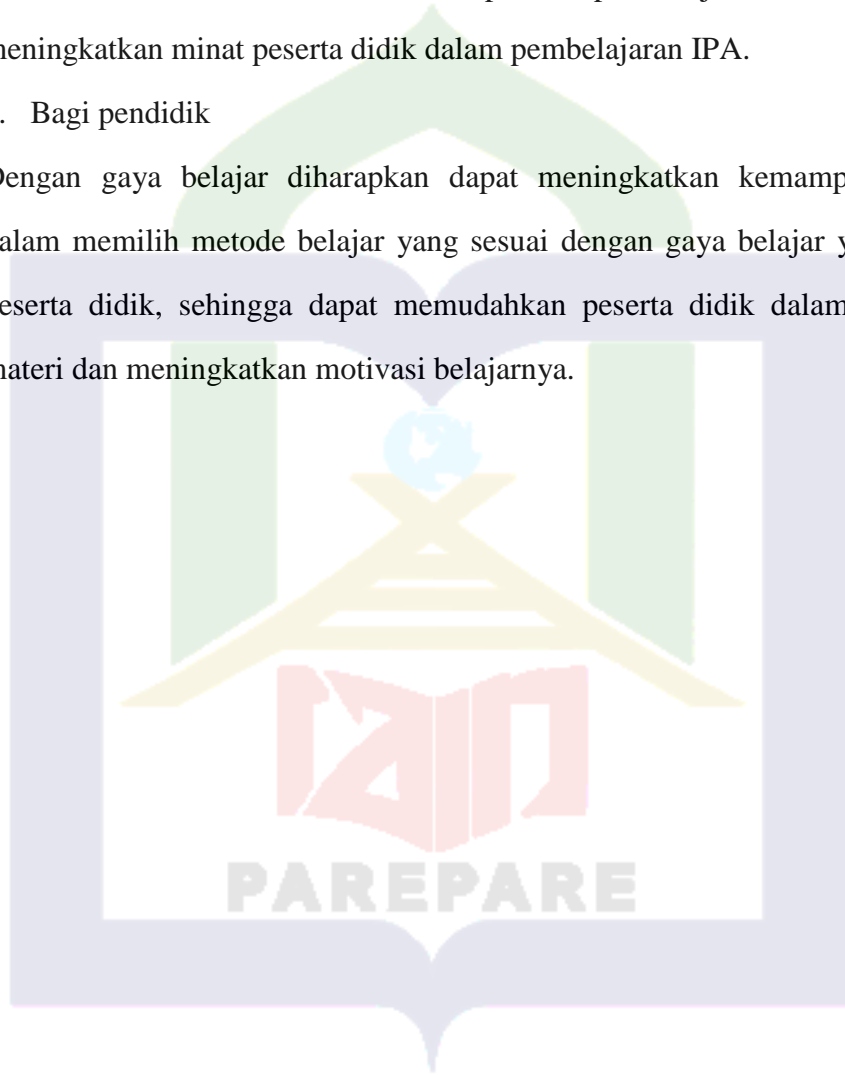 meningkatkan minat peserta didik dalam pembelajaran IPA.
. Bagi pendidik
Dengan gaya belajar diharapkan dapat meningkatkan kemamp
dalam memilih metode belajar yang sesuai dengan gaya belajar y
peserta didik, sehingga dapat memudahkan peserta didik dalam
materi dan meningkatkan motivasi belajarnya.
iain
PAREPARE